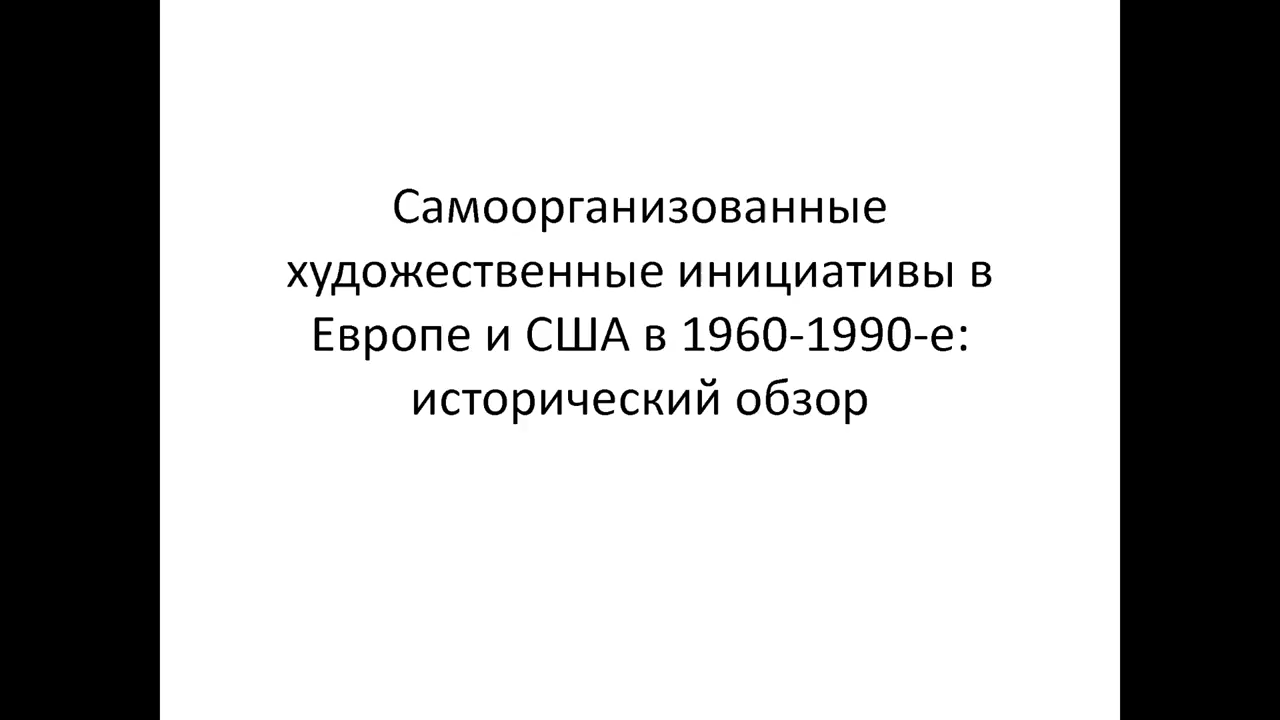 Самоорганизованные
художественные инициативы в
Европе и США в 1960-1990-е:
исторический обзор